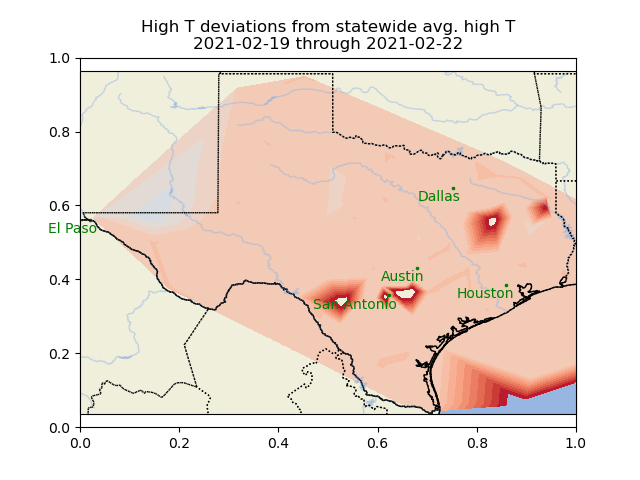 High T deviations from statewide avg. high T
2021-02-19 through 2021-02-22
1.0
0.8
Dallas
0.6
El Paso
0.4
Austin
Houston
San Antonio
0.2
0.0
0.0 0.2 0.4 0.6 0.8 1.0